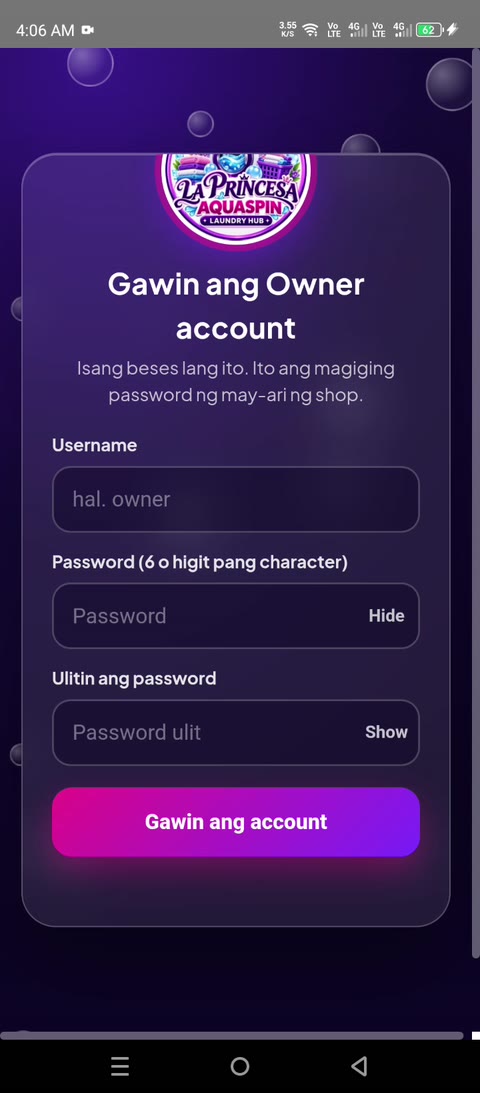 4:06 AM
3.55 K/S Vo LTE 4G Vo LTE 4G 62
LA PRINCESA
AQUASPIN
LAUNDRY HUB
Gawin ang Owner
account
Isang beses lang ito. Ito ang magiging
password ng may-ari ng shop.
Username
hal. owner
Password (6 o higit pang character)
Password
Hide
Ulitin ang password
Password ulit
Show
Gawin ang account